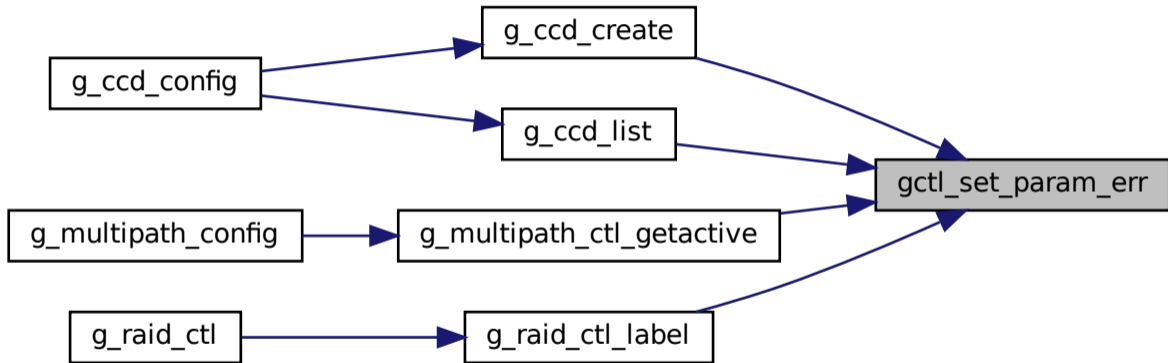 g_ccd_create
g_ccd_config
g_ccd_list
gctl_set_param_err
g_multipath_config
g_multipath_ctl_getactive
g_raid_ctl
g_raid_ctl_label